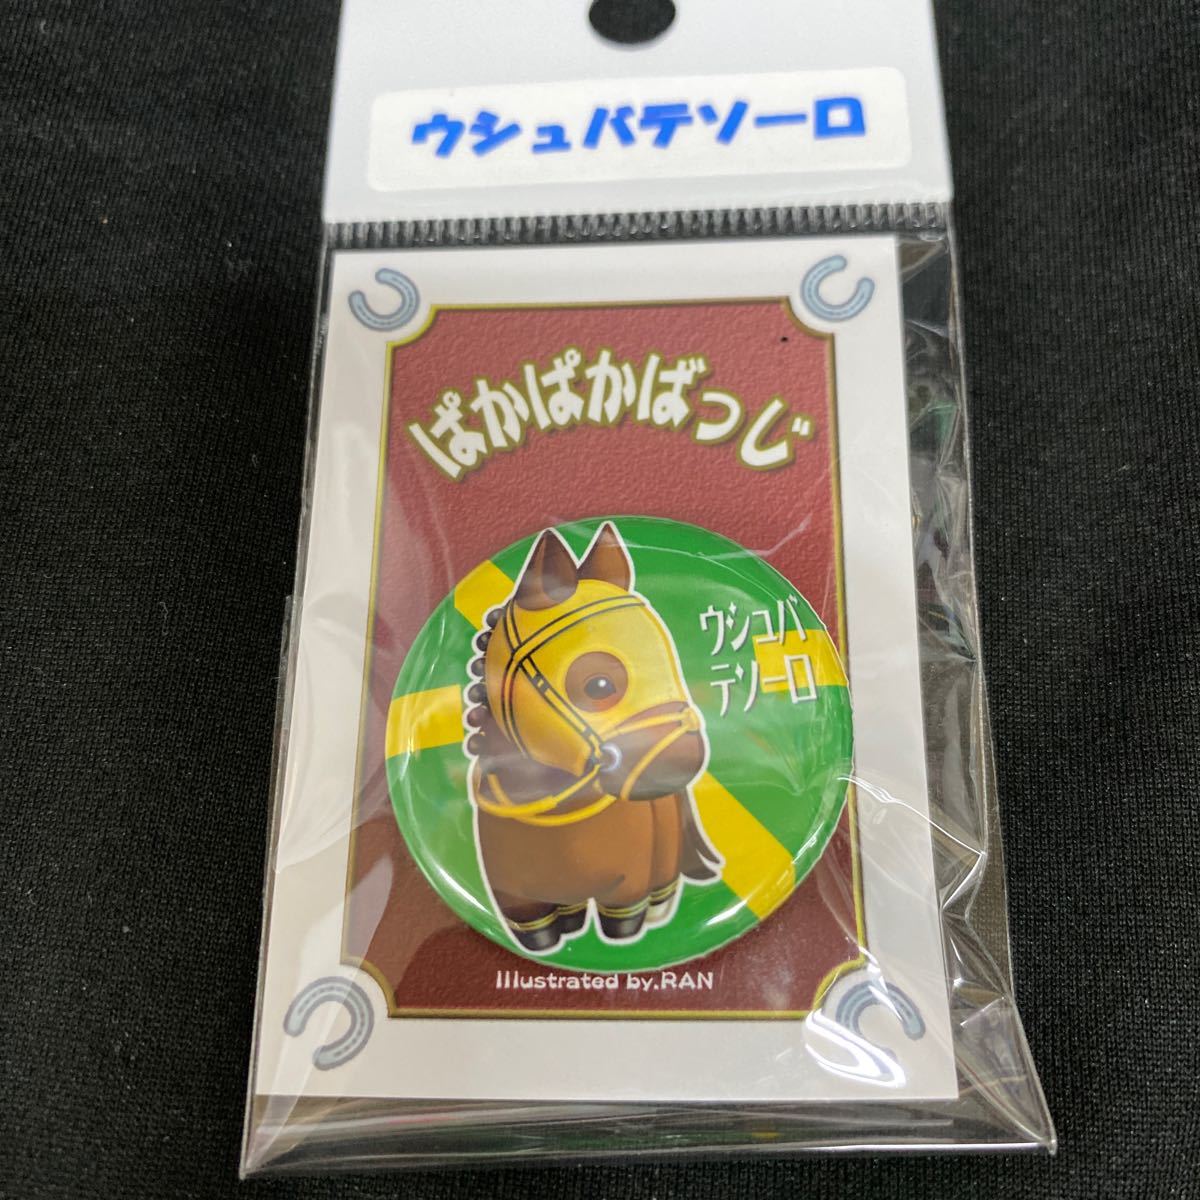 ウシュバテソーロ
ぱかぱかばっじ
ウシュバ
テソーロ
Illustrated by.RAN